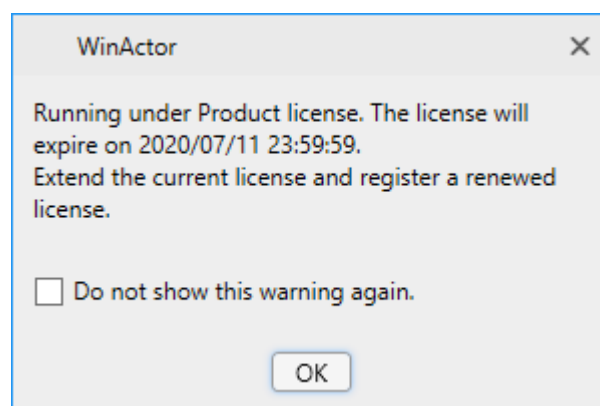 WinActor
Running under Product license. The license will
expire on 2020/07/11 23:59:59.
Extend the current license and register a renewed
license.
Do not show this warning again.
OK